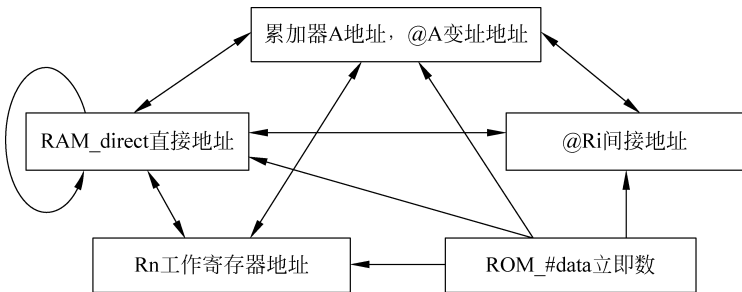 累加器A地址，@A变址地址
RAM_direct直接地址
@Ri间接地址
Rn工作寄存器地址
ROM_#data立即数